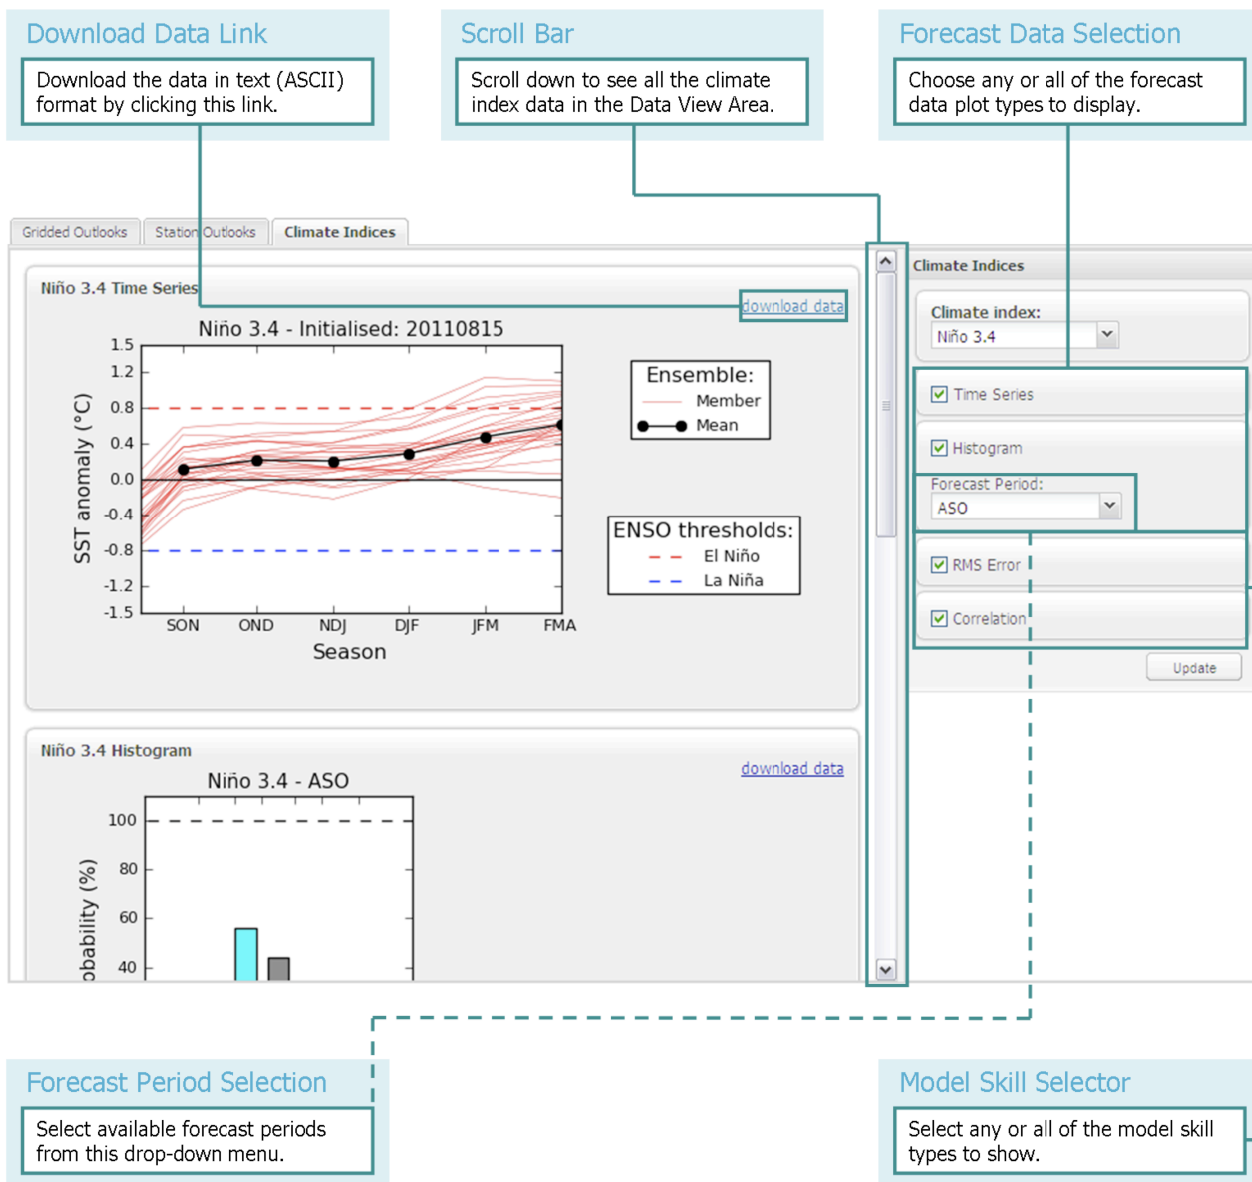 Download Data Link
Download the data in text (ASCII)
format by clicking this link.
Scroll Bar
Scroll down to see all the climate
index data in the Data View Area.
Forecast Data Selection
Choose any or all of the forecast
data plot types to display.
Gridded Outlooks
Station Outlooks
Climate Indices
Niño 3.4 Time Series
download data
Niño 3.4 - Initialised: 20110815
1.5
1.2
0.8
0.4
0.0
-0.4
-0.8
-1.2
-1.5
SST anomaly (°C)
SON OND NDJ DJF JFM FMA
Season
Ensemble:
Member
Mean
ENSO thresholds:
El Niño
La Niña
Climate Indices
Climate index:
Niño 3.4
Time Series
Histogram
Forecast Period:
ASO
RMS Error
Correlation
Update
Niño 3.4 Histogram
download data
Niño 3.4 - ASO
100
80
60
40
obability (%)
Forecast Period Selection
Select available forecast periods
from this drop-down menu.
Model Skill Selector
Select any or all of the model skill
types to show.